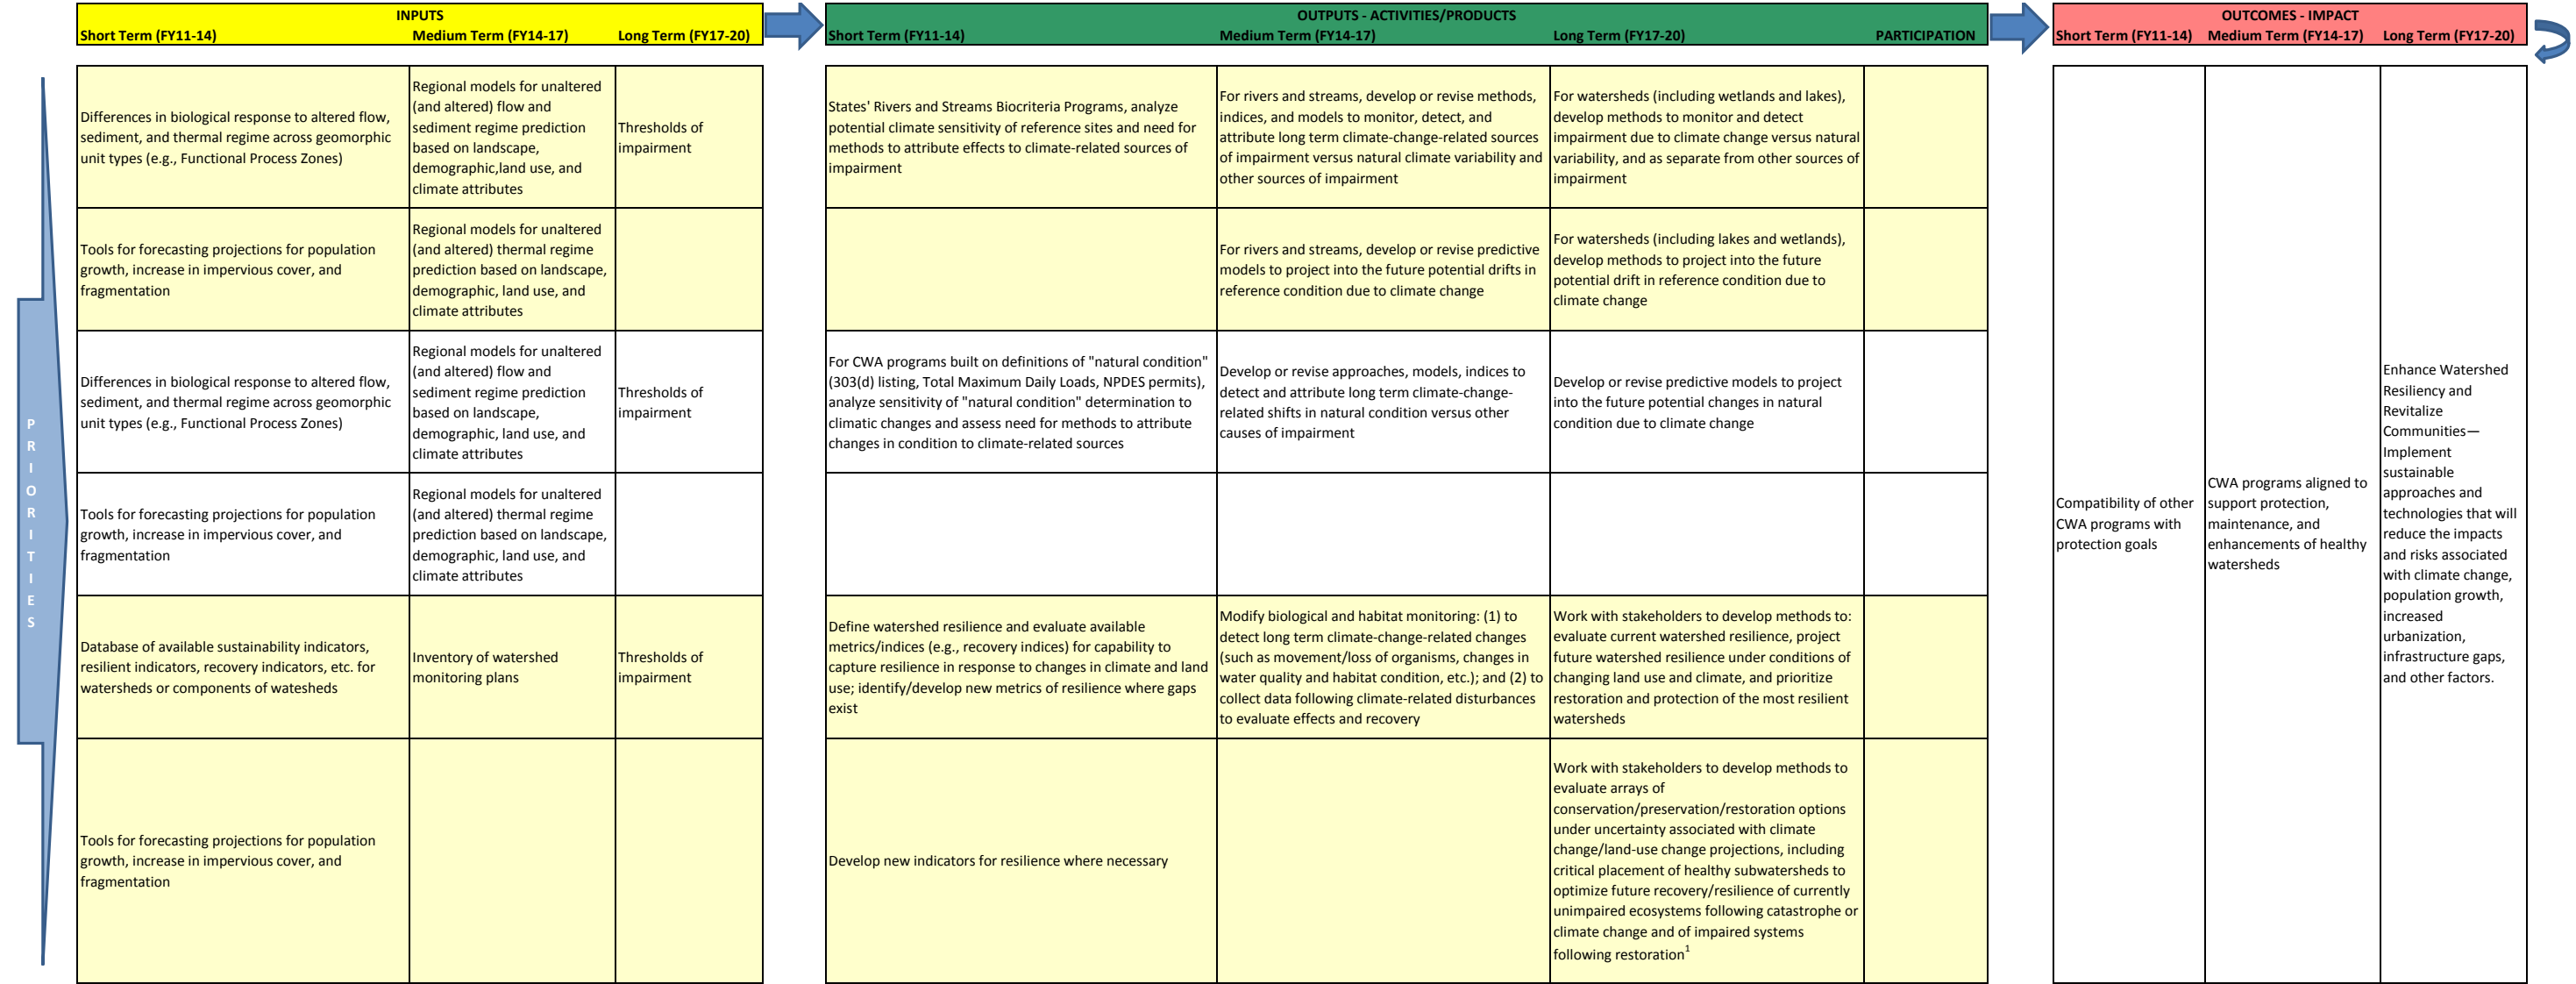 INPUTS
Short Term (FY11-14)
Medium Term (FY14-17)
Long Term (FY17-20)
OUTPUTS - ACTIVITIES/PRODUCTS
Short Term (FY11-14)
Medium Term (FY14-17)
Long Term (FY17-20)
PARTICIPATION
OUTCOMES - IMPACT
Short Term (FY11-14)
Medium Term (FY14-17)
Long Term (FY17-20)
P
R
I
O
R
I
T
I
E
S
Differences in biological response to altered flow,
sediment, and thermal regime across geomorphic
unit types (e.g., Functional Process Zones)
Regional models for unaltered
(and altered) flow and
sediment regime prediction
based on landscape,
demographic,land use, and
climate attributes
Thresholds of
impairment
States' Rivers and Streams Biocriteria Programs, analyze
potential climate sensitivity of reference sites and need for
methods to attribute effects to climate-related sources of
impairment
For rivers and streams, develop or revise methods,
indices, and models to monitor, detect, and
attribute long term climate-change-related sources
of impairment versus natural climate variability and
other sources of impairment
For watersheds (including wetlands and lakes),
develop methods to monitor and detect
impairment due to climate change versus natural
variability, and as separate from other sources of
impairment
Tools for forecasting projections for population
growth, increase in impervious cover, and
fragmentation
Regional models for unaltered
(and altered) thermal regime
prediction based on landscape,
demographic, land use, and
climate attributes
For rivers and streams, develop or revise predictive
models to project into the future potential drifts in
reference condition due to climate change
For watersheds (including lakes and wetlands),
develop methods to project into the future
potential drift in reference condition due to
climate change
Differences in biological response to altered flow,
sediment, and thermal regime across geomorphic
unit types (e.g., Functional Process Zones)
Regional models for unaltered
(and altered) flow and
sediment regime prediction
based on landscape,
demographic, land use, and
climate attributes
Thresholds of
impairment
For CWA programs built on definitions of "natural condition"
(303(d) listing, Total Maximum Daily Loads, NPDES permits),
analyze sensitivity of "natural condition" determination to
climatic changes and assess need for methods to attribute
changes in condition to climate-related sources
Develop or revise approaches, models, indices to
detect and attribute long term climate-change-
related shifts in natural condition versus other
causes of impairment
Develop or revise predictive models to project
into the future potential changes in natural
condition due to climate change
Tools for forecasting projections for population
growth, increase in impervious cover, and
fragmentation
Regional models for unaltered
(and altered) thermal regime
prediction based on landscape,
demographic, land use, and
climate attributes
Database of available sustainability indicators,
resilient indicators, recovery indicators, etc. for
watersheds or components of watesheds
Inventory of watershed
monitoring plans
Thresholds of
impairment
Define watershed resilience and evaluate available
metrics/indices (e.g., recovery indices) for capability to
capture resilience in response to changes in climate and land
use; identify/develop new metrics of resilience where gaps
exist
Modify biological and habitat monitoring: (1) to
detect long term climate-change-related changes
(such as movement/loss of organisms, changes in
water quality and habitat condition, etc.); and (2) to
collect data following climate-related disturbances
to evaluate effects and recovery
Work with stakeholders to develop methods to:
evaluate current watershed resilience, project
future watershed resilience under conditions of
changing land use and climate, and prioritize
restoration and protection of the most resilient
watersheds
Tools for forecasting projections for population
growth, increase in impervious cover, and
fragmentation
Develop new indicators for resilience where necessary
Work with stakeholders to develop methods to
evaluate arrays of
conservation/preservation/restoration options
under uncertainty associated with climate
change/land-use change projections, including
critical placement of healthy subwatersheds to
optimize future recovery/resilience of currently
unimpaired ecosystems following catastrophe or
climate change and of impaired systems
following restoration1
Compatibility of other
CWA programs with
protection goals
CWA programs aligned to
support protection,
maintenance, and
enhancements of healthy
watersheds
Enhance Watershed
Resiliency and
Revitalize
Communities—
Implement
sustainable
approaches and
technologies that will
reduce the impacts
and risks associated
with climate change,
population growth,
increased
urbanization,
infrastructure gaps,
and other factors.